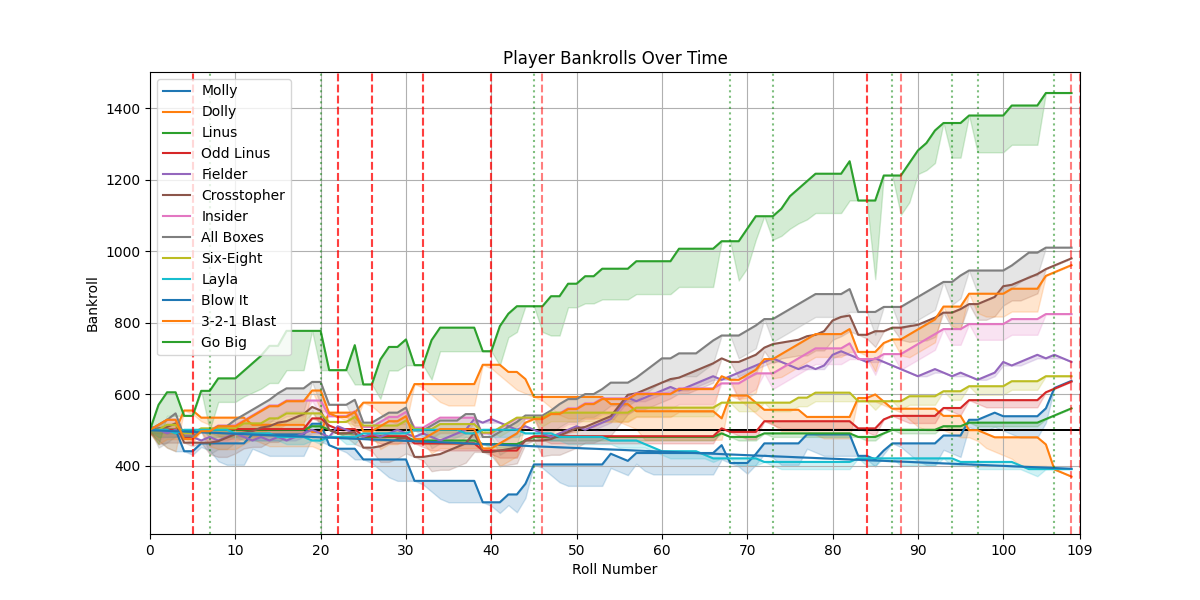 Player Bankrolls Over Time
Bankroll
1400
1200
1000
800
600
400
Molly
Dolly
Linus
Odd Linus
Fielder
Crosstopher
Insider
All Boxes
Six-Eight
Layla
Blow It
3-2-1 Blast
Go Big
0 10 20 30 40 50 60 70 80 90 100 109
Roll Number